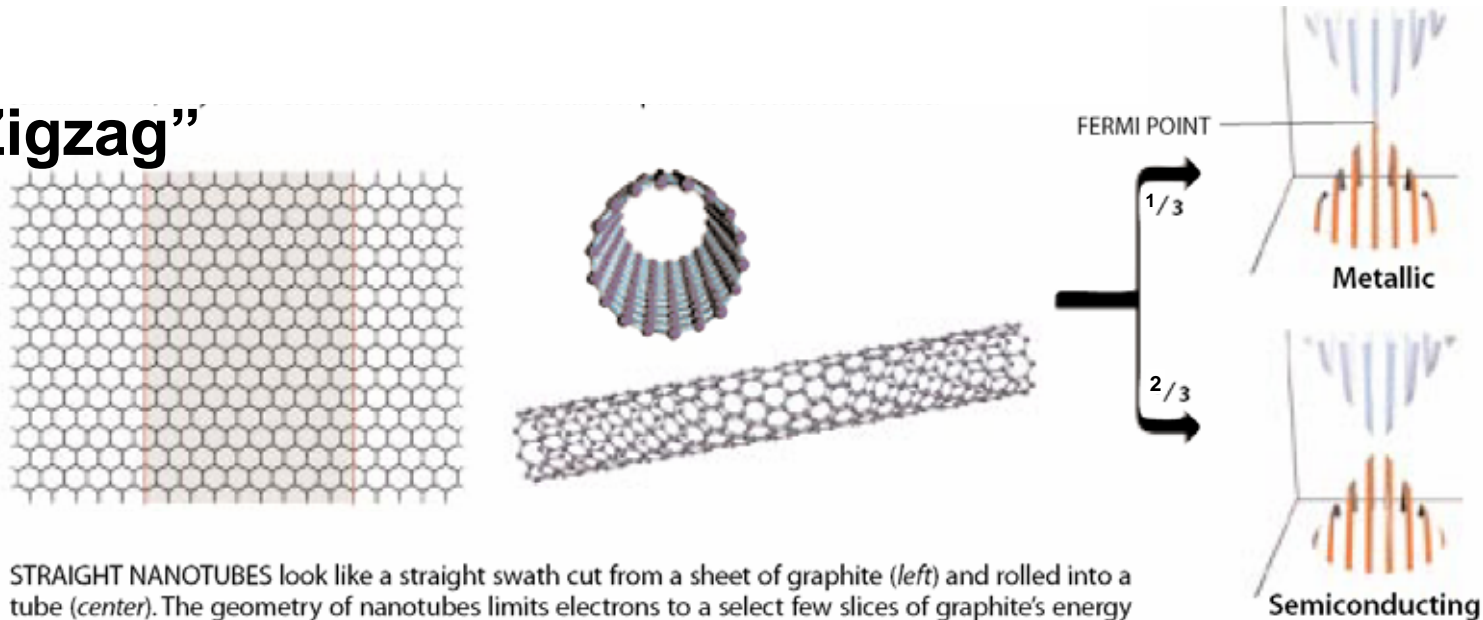 Zigzag”
FERMI POINT
1/3
Metallic
2/3
STRAIGHT NANOTUBES look like a straight swath cut from a sheet of graphite (left) and rolled into a
tube (center). The geometry of nanotubes limits electrons to a select few slices of graphite’s energy
Semiconducting